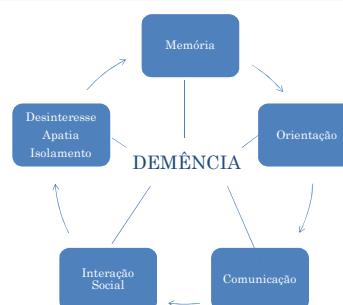 Memória
Desinteresse
Apatia
Isolamento
Orientação
DEMÊNCIA
Interação
Social
Comunicação